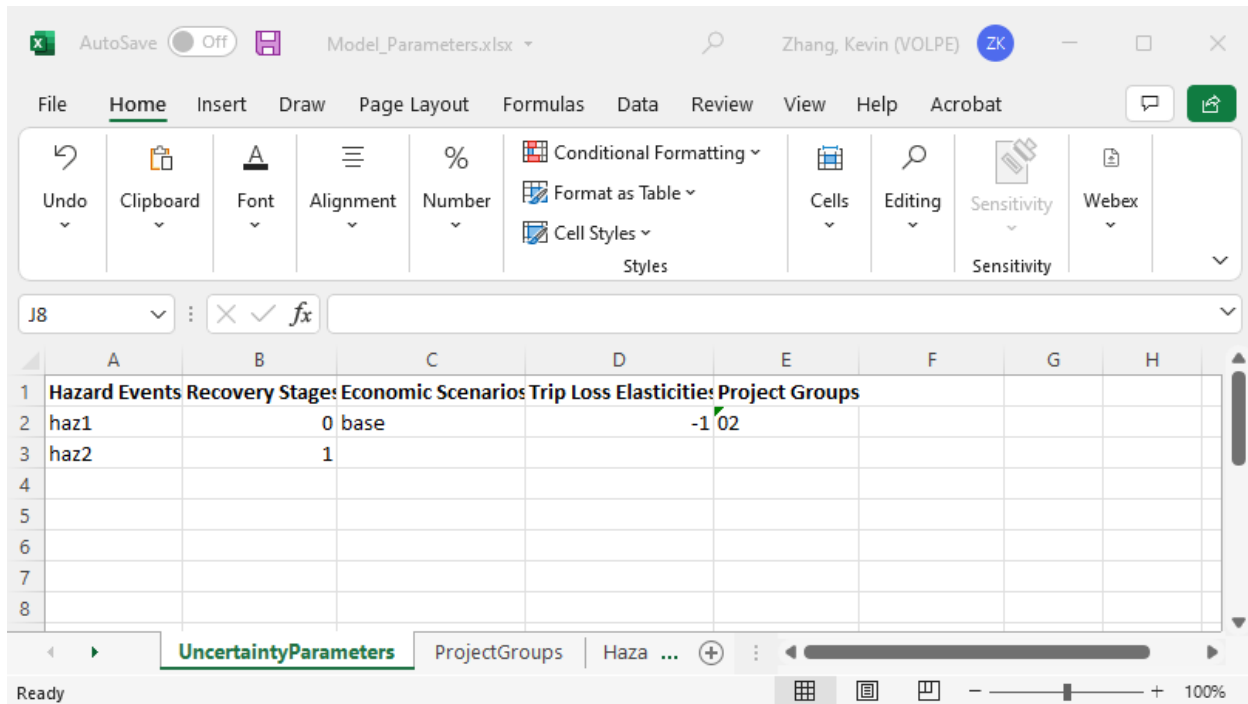 AutoSave Off Model_Parameters.xlsx Zhang, Kevin (VOLPE) ZK
File Home Insert Draw Page Layout Formulas Data Review View Help Acrobat
Undo Clipboard Font Alignment Number Conditional Formatting Cells Editing Sensitivity Webex
Format as Table
Cell Styles
Styles Sensitivity
J8 fx
A B C D E F G H
1 Hazard Events Recovery Stages Economic Scenarios Trip Loss Elasticities Project Groups
2 haz1 0 base -1 02
3 haz2 1
4
5
6
7
8
UncertaintyParameters ProjectGroups Haza ...
Ready 100%